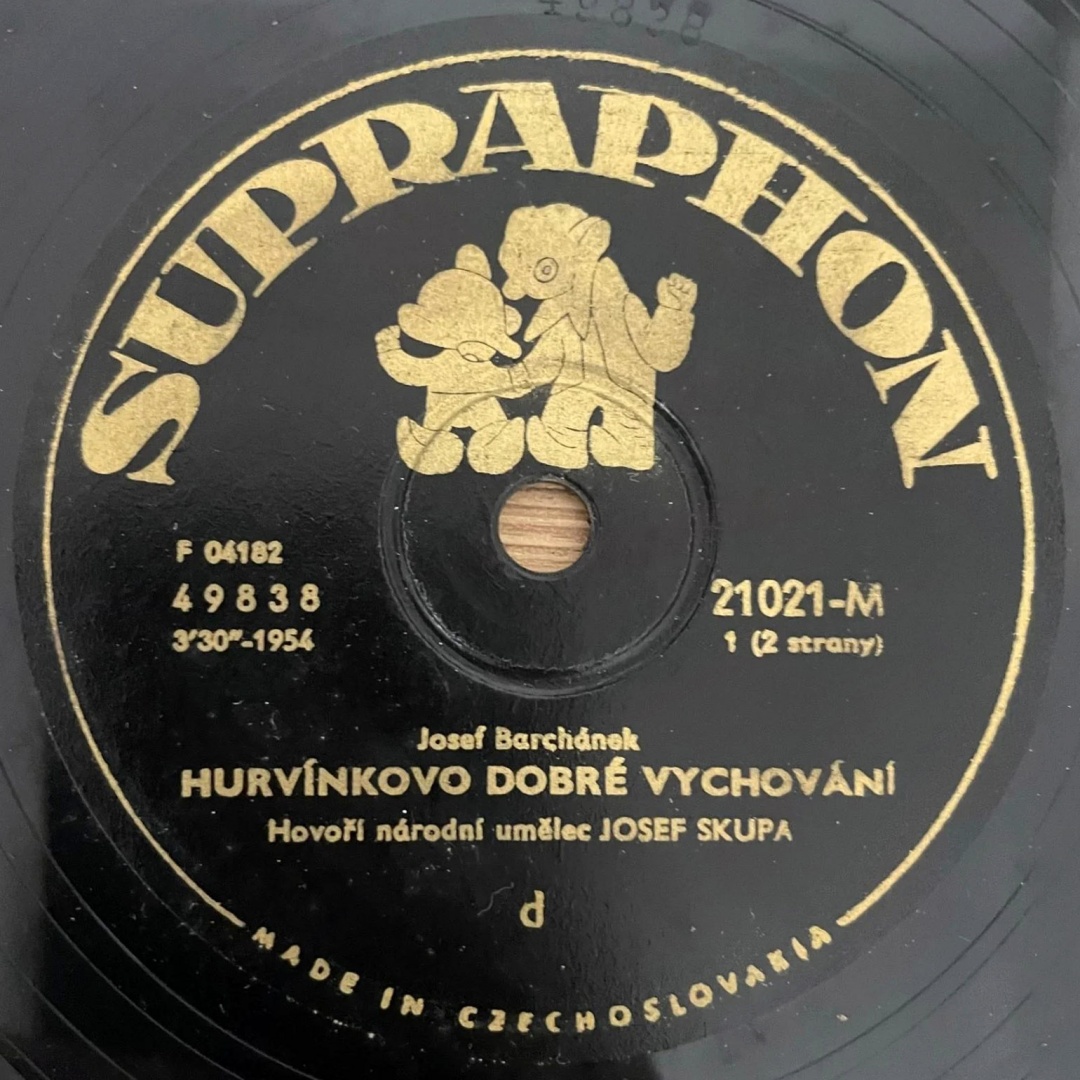 49838
SUPRAPHON
F 04182
49838
3'30"-1954
21021-M
1 (2 strany)
Josef Barchánek
HURVÍNKOVO DOBRÉ VYCHOVÁNÍ
Hovoří národní umělec JOSEF SKUPA
d
MADE IN CZECHOSLOVAKIA